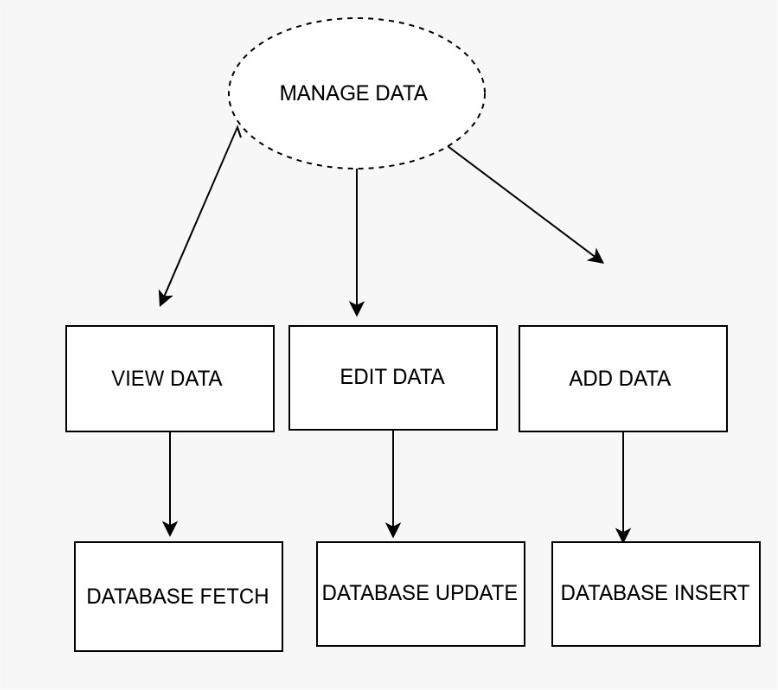 MANAGE DATA
VIEW DATA
EDIT DATA
ADD DATA
DATABASE FETCH
DATABASE UPDATE
DATABASE INSERT